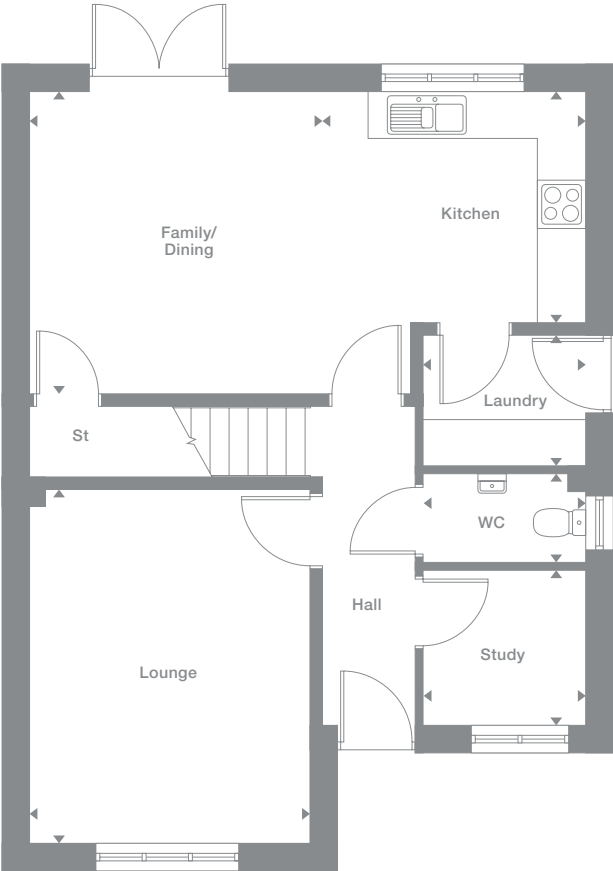 Family/
Dining
Kitchen
Laundry
St
WC
Hall
Study
Lounge